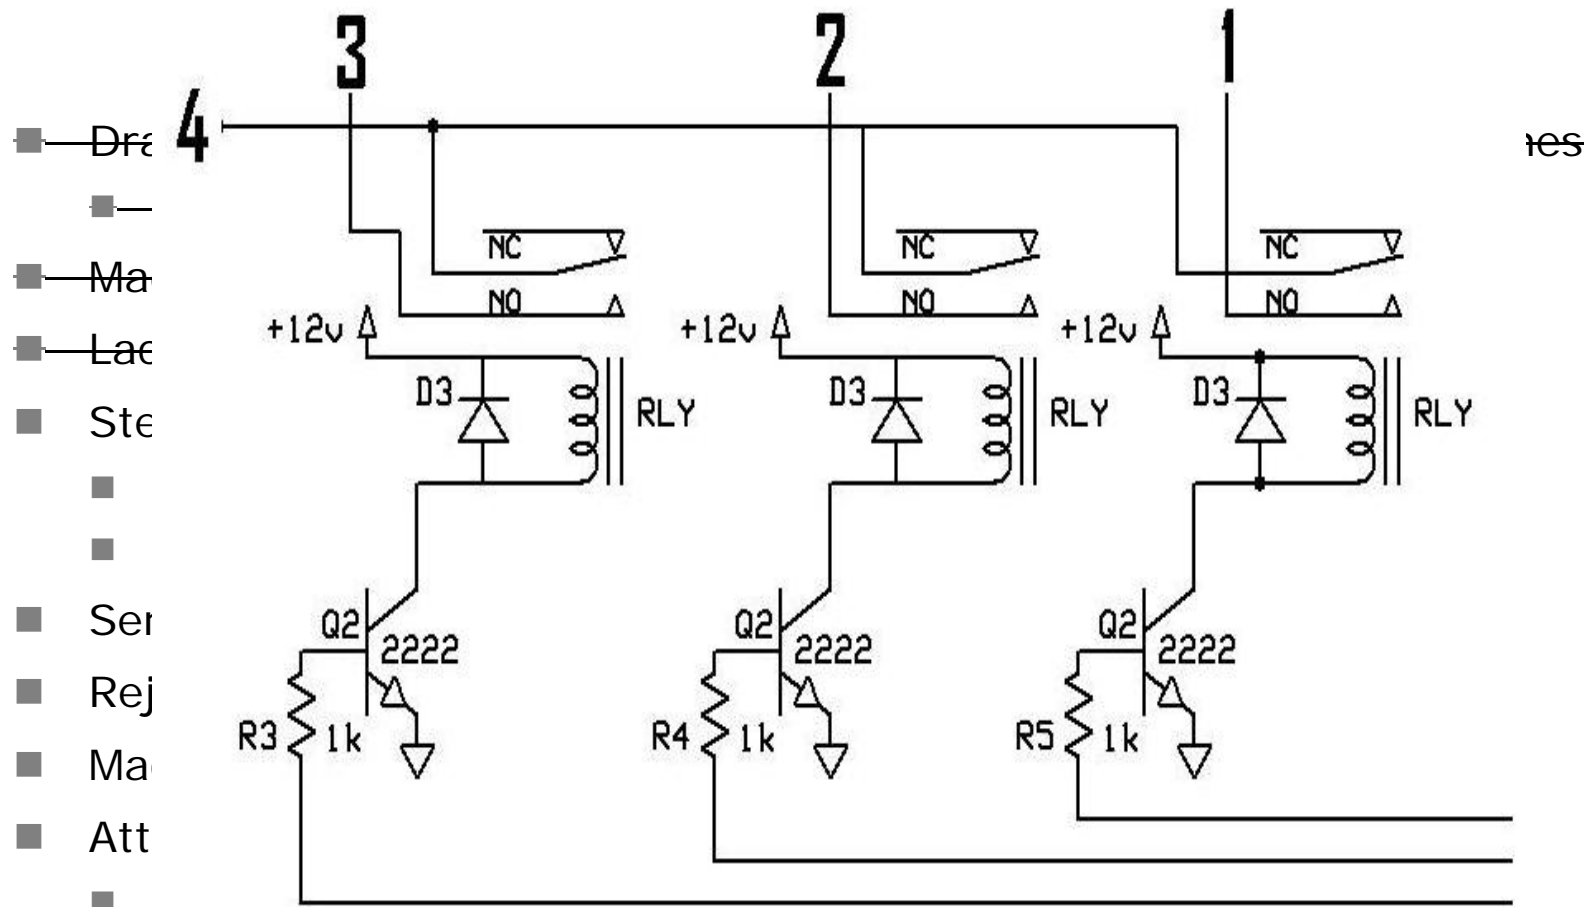 3 2 1
4
NC NC NC
NO NO NO
+12v +12v +12v
D3 RLY D3 RLY D3 RLY
Q2 Q2 Q2
2222 2222 2222
R3 1k R4 1k R5 1k